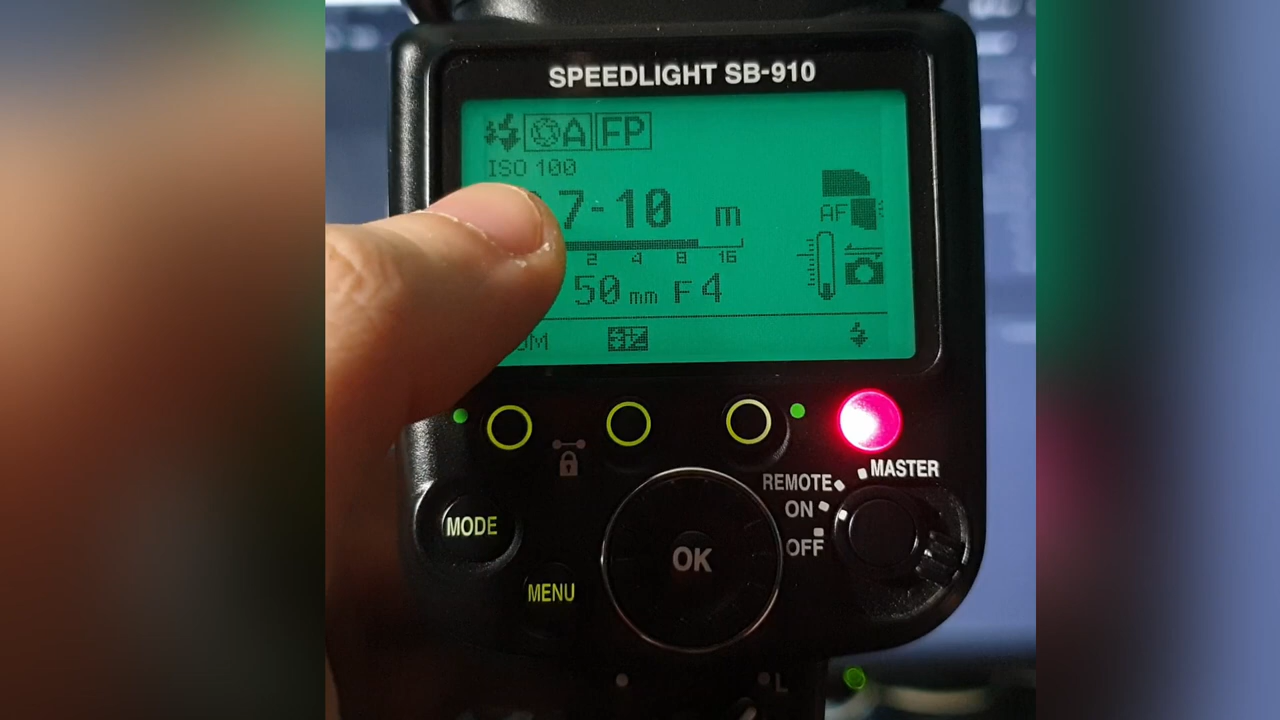 SPEEDLIGHT SB-910
A FP
ISO 100
7-10 m
AF
2 4 8 16
50 mm F 4
MASTER
REMOTE
ON
MODE
OFF
OK
MENU
L